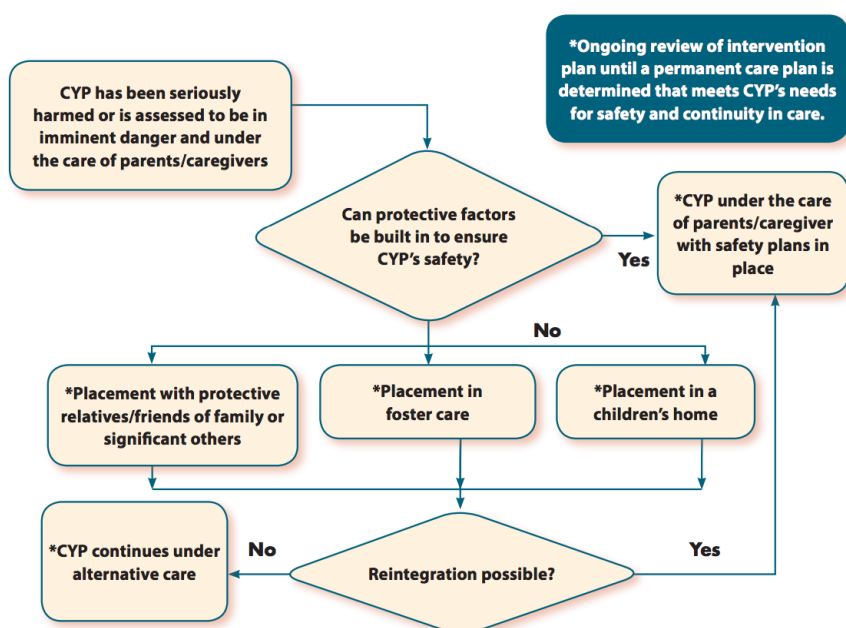 CYP has been seriously
harmed or is assessed to be in
imminent danger and under
the care of parents/caregivers
*Ongoing review of intervention
plan until a permanent care plan is
determined that meets CYP’s needs
for safety and continuity in care.
Can protective factors
be built in to ensure
CYP’s safety?
Yes
*CYP under the care
of parents/caregiver
with safety plans in
place
No
*Placement with protective
relatives/friends of family or
significant others
*Placement in
foster care
*Placement in a
children’s home
*CYP continues under
alternative care
No
Reintegration possible?
Yes